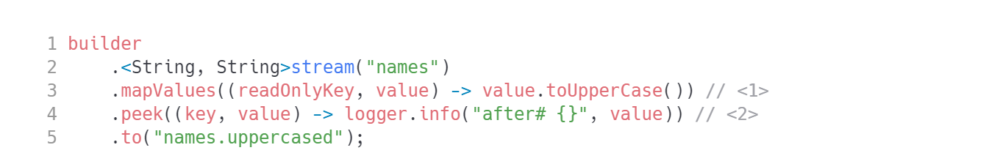 1 builder
2     .<String, String>stream("names")
3     .mapValues((readOnlyKey, value) -> value.toUpperCase()) // <1>
4     .peek((key, value) -> logger.info("after# {}", value)) // <2>
5     .to("names.uppercased");